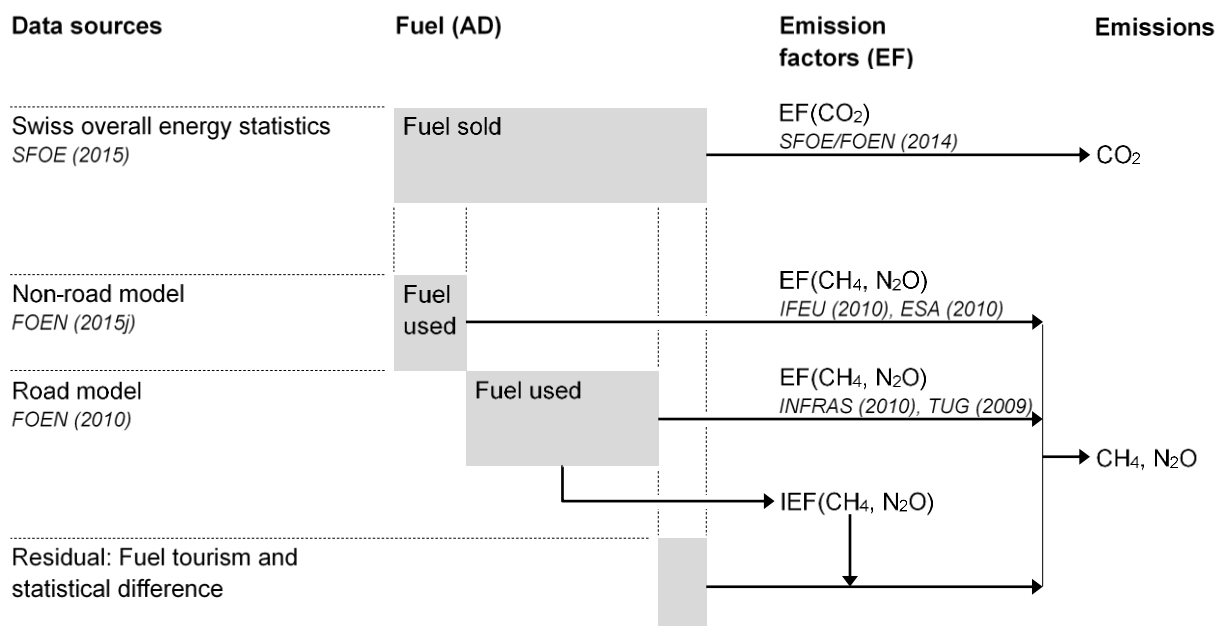 Data sources
Fuel (AD)
Emission
factors (EF)
Emissions
Swiss overall energy statistics
SFOE (2015)
Fuel sold
EF(CO₂)
SFOE/FOEN (2014)
CO₂
Non-road model
FOEN (2015j)
Fuel
used
EF(CH₄, N₂O)
IFEU (2010), ESA (2010)
Road model
FOEN (2010)
Fuel used
EF(CH₄, N₂O)
INFRAS (2010), TUG (2009)
CH₄, N₂O
IEF(CH₄, N₂O)
Residual: Fuel tourism and
statistical difference